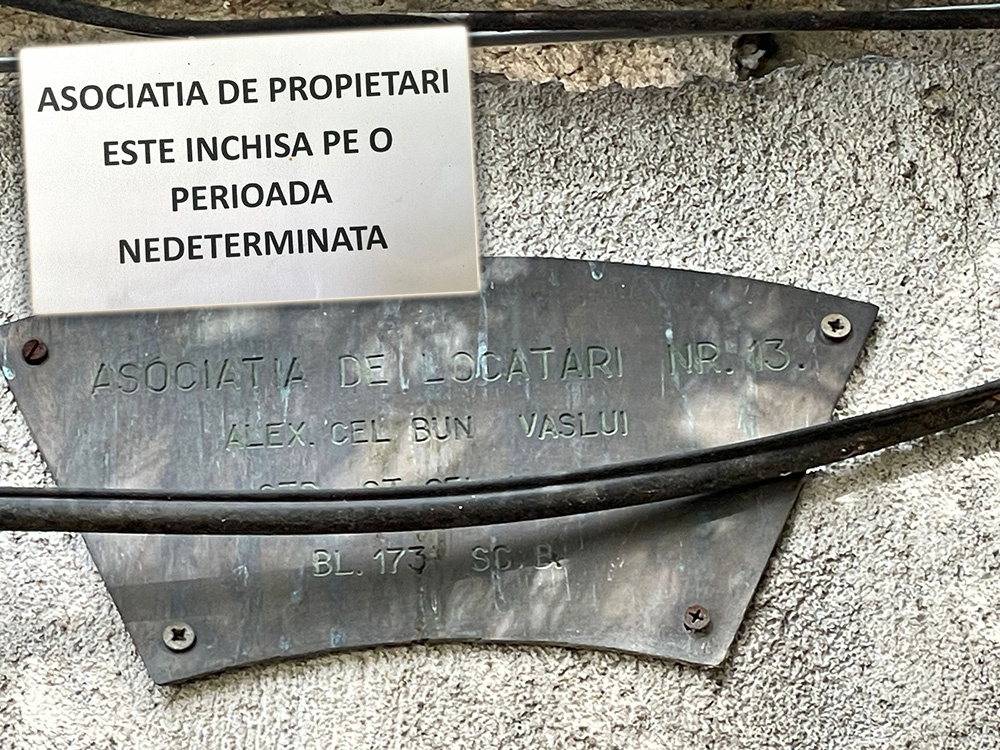 ASOCIATIA DE PROPIETARI
ESTE INCHISA PE O
PERIOADA
NEDETERMINATA
ASOCIATIA DE LOCATARI NR. 13.
ALEX. CEL BUN VASLUI
BL. 173 SC. B.